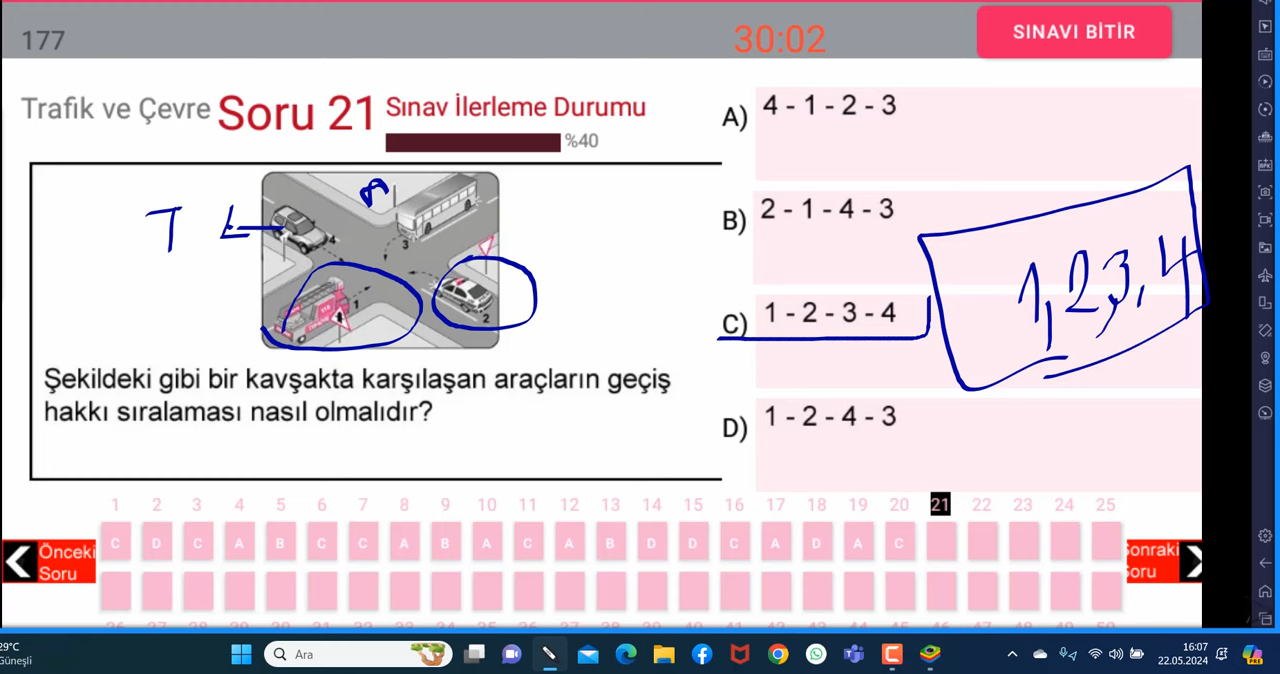 177
30:02
SINAVI BİTİR
Trafik ve Çevre Soru 21 Sınav İlerleme Durumu
%40
T
4
3
1
2
Şekildeki gibi bir kavşakta karşılaşan araçların geçiş
hakkı sıralaması nasıl olmalıdır?
A) 4 - 1 - 2 - 3
B) 2 - 1 - 4 - 3
C) 1 - 2 - 3 - 4
D) 1 - 2 - 4 - 3
1,2,3,4
1 2 3 4 5 6 7 8 9 10 11 12 13 14 15 16 17 18 19 20 21 22 23 24 25
C D C A B C C A B A C A B D D C A D A C
Önceki
Soru
Sonraki
Soru
29°C
Güneşli
Ara
16:07
22.05.2024